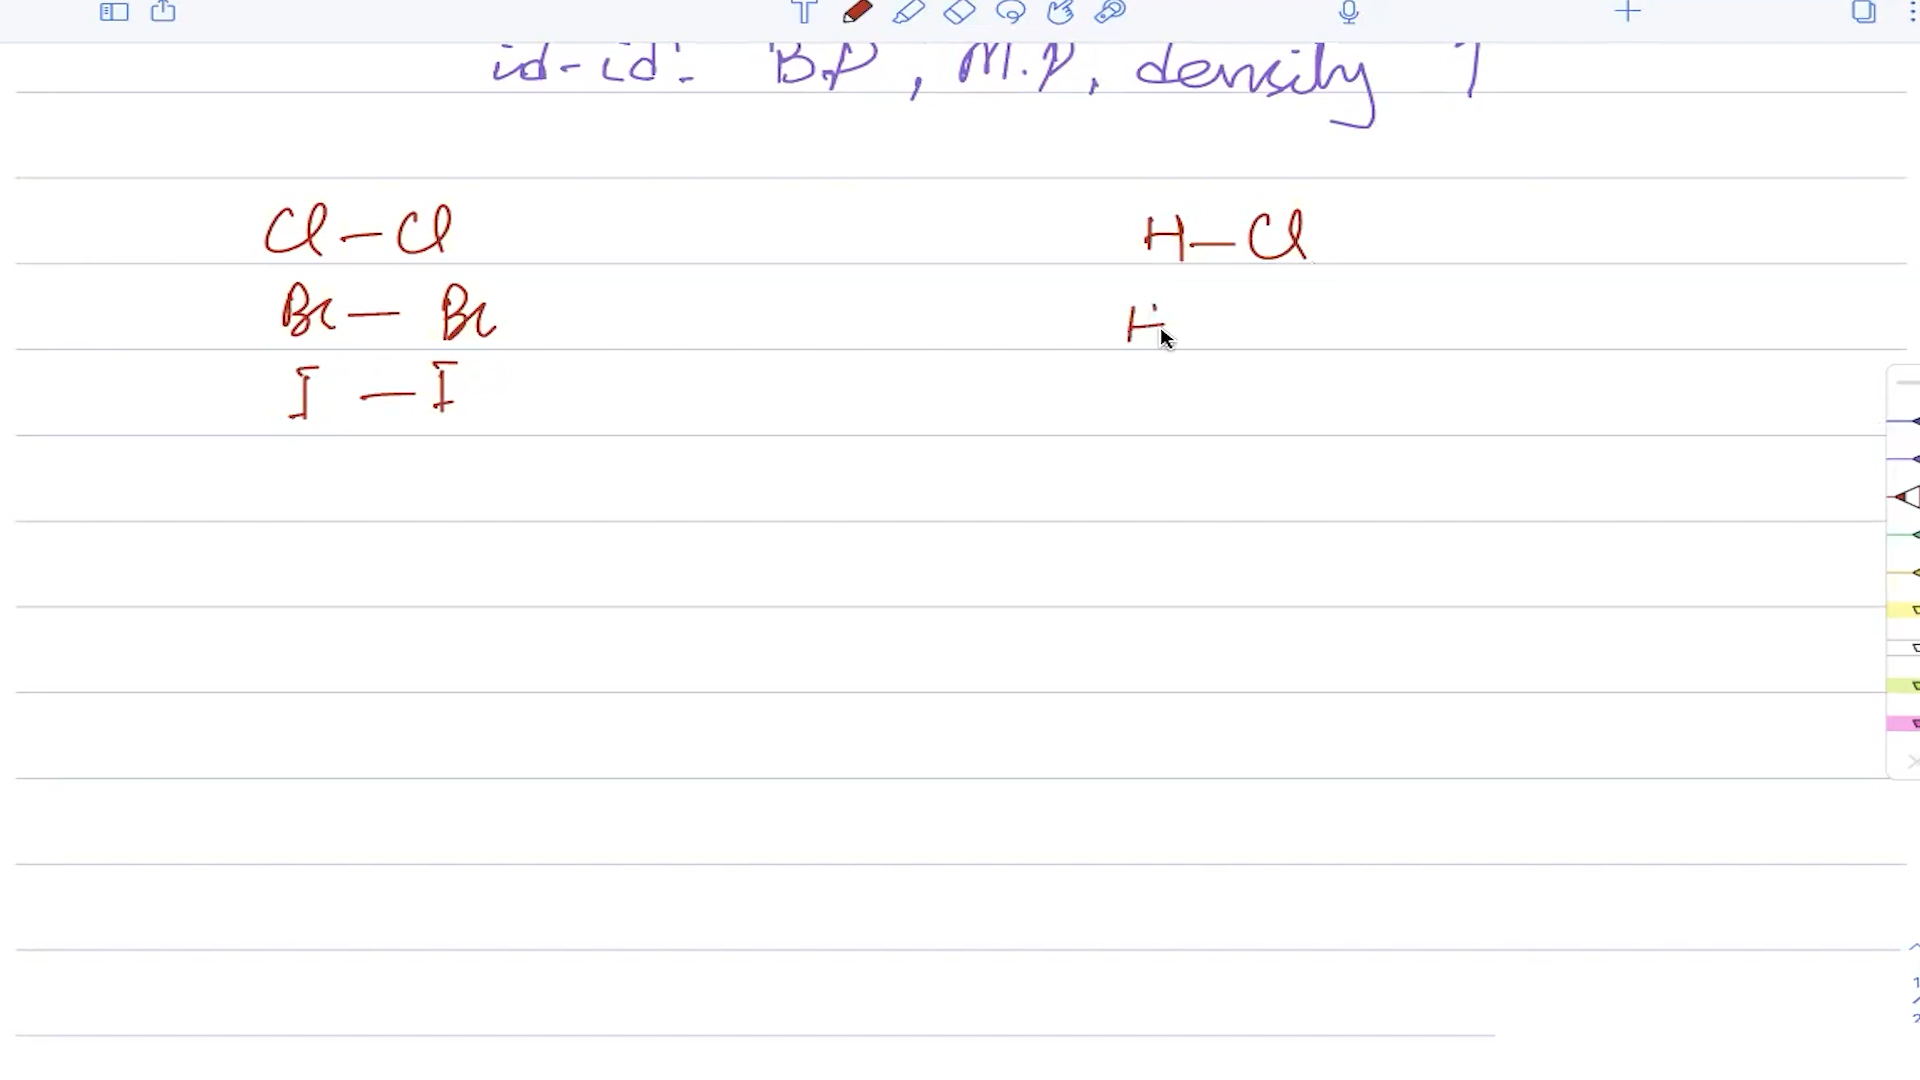 id-id: B.P, M.P, density ↑
Cl-Cl H-Cl
Br-Br H
I-I